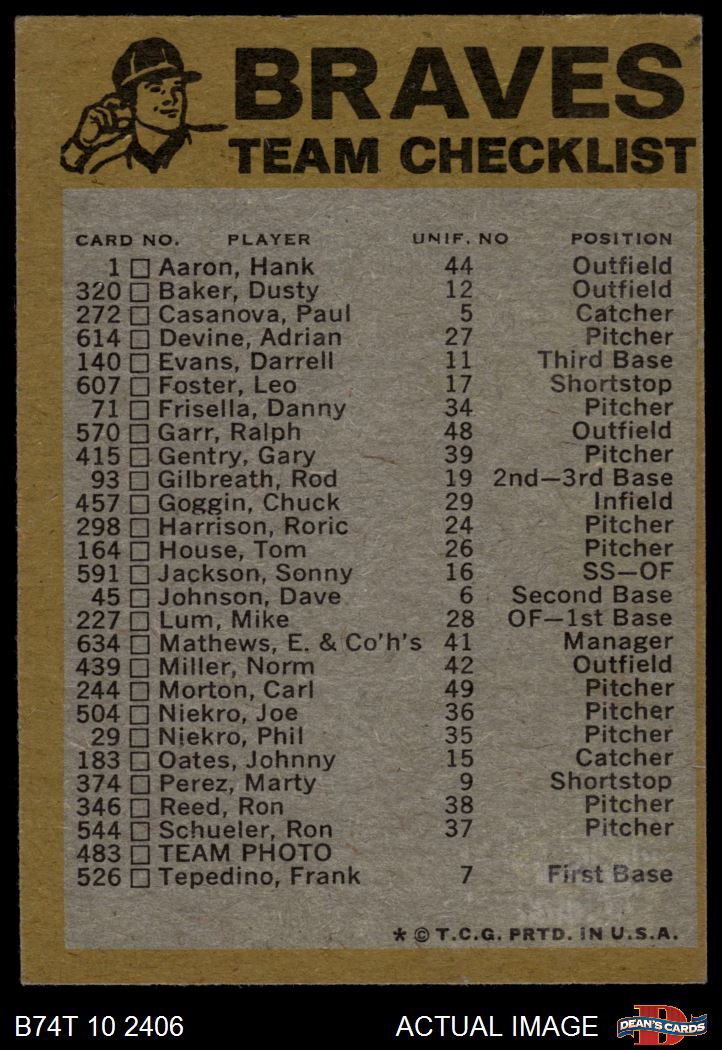 BRAVES
TEAM CHECKLIST
CARD NO. PLAYER UNIF. NO POSITION
1 □ Aaron, Hank 44 Outfield
320 □ Baker, Dusty 12 Outfield
272 □ Casanova, Paul 5 Catcher
614 □ Devine, Adrian 27 Pitcher
140 □ Evans, Darrell 11 Third Base
607 □ Foster, Leo 17 Shortstop
71 □ Frisella, Danny 34 Pitcher
570 □ Garr, Ralph 48 Outfield
415 □ Gentry, Gary 39 Pitcher
93 □ Gilbreath, Rod 19 2nd—3rd Base
457 □ Goggin, Chuck 29 Infield
298 □ Harrison, Roric 24 Pitcher
164 □ House, Tom 26 Pitcher
591 □ Jackson, Sonny 16 SS—OF
45 □ Johnson, Dave 6 Second Base
227 □ Lum, Mike 28 OF—1st Base
634 □ Mathews, E. & Co'h's 41 Manager
439 □ Miller, Norm 42 Outfield
244 □ Morton, Carl 49 Pitcher
504 □ Niekro, Joe 36 Pitcher
29 □ Niekro, Phil 35 Pitcher
183 □ Oates, Johnny 15 Catcher
374 □ Perez, Marty 9 Shortstop
346 □ Reed, Ron 38 Pitcher
544 □ Schueler, Ron 37 Pitcher
483 □ TEAM PHOTO
526 □ Tepedino, Frank 7 First Base
* © T.C.G. PRTD. IN U.S.A.
B74T 10 2406 ACTUAL IMAGE D DEAN'S CARDS